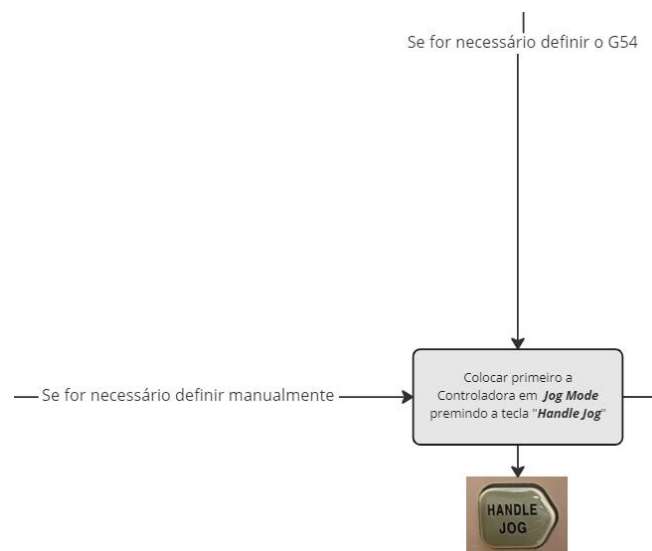 Se for necessário definir o G54
Se for necessário definir manualmente
Colocar primeiro a
Controladora em Jog Mode
premindo a tecla "Handle Jog"
HANDLE
JOG